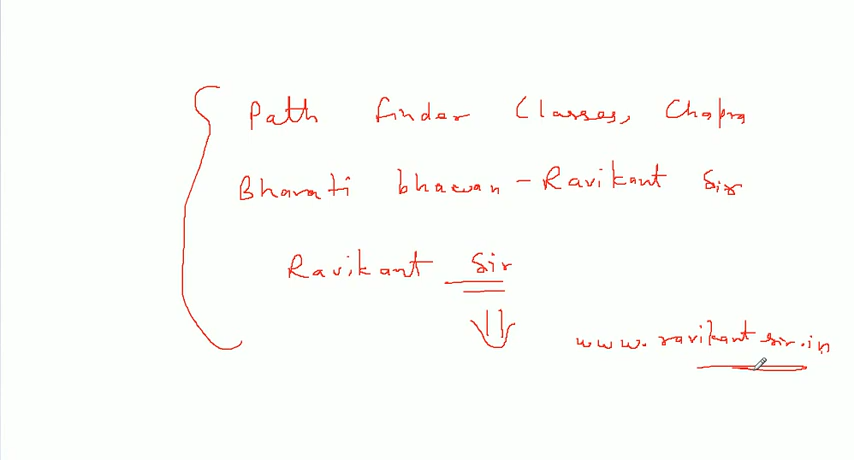 Path finder Classes, Chapra
Bharati bhawan - Ravikant Sir
Ravikant Sir
www.ravikantsir.in